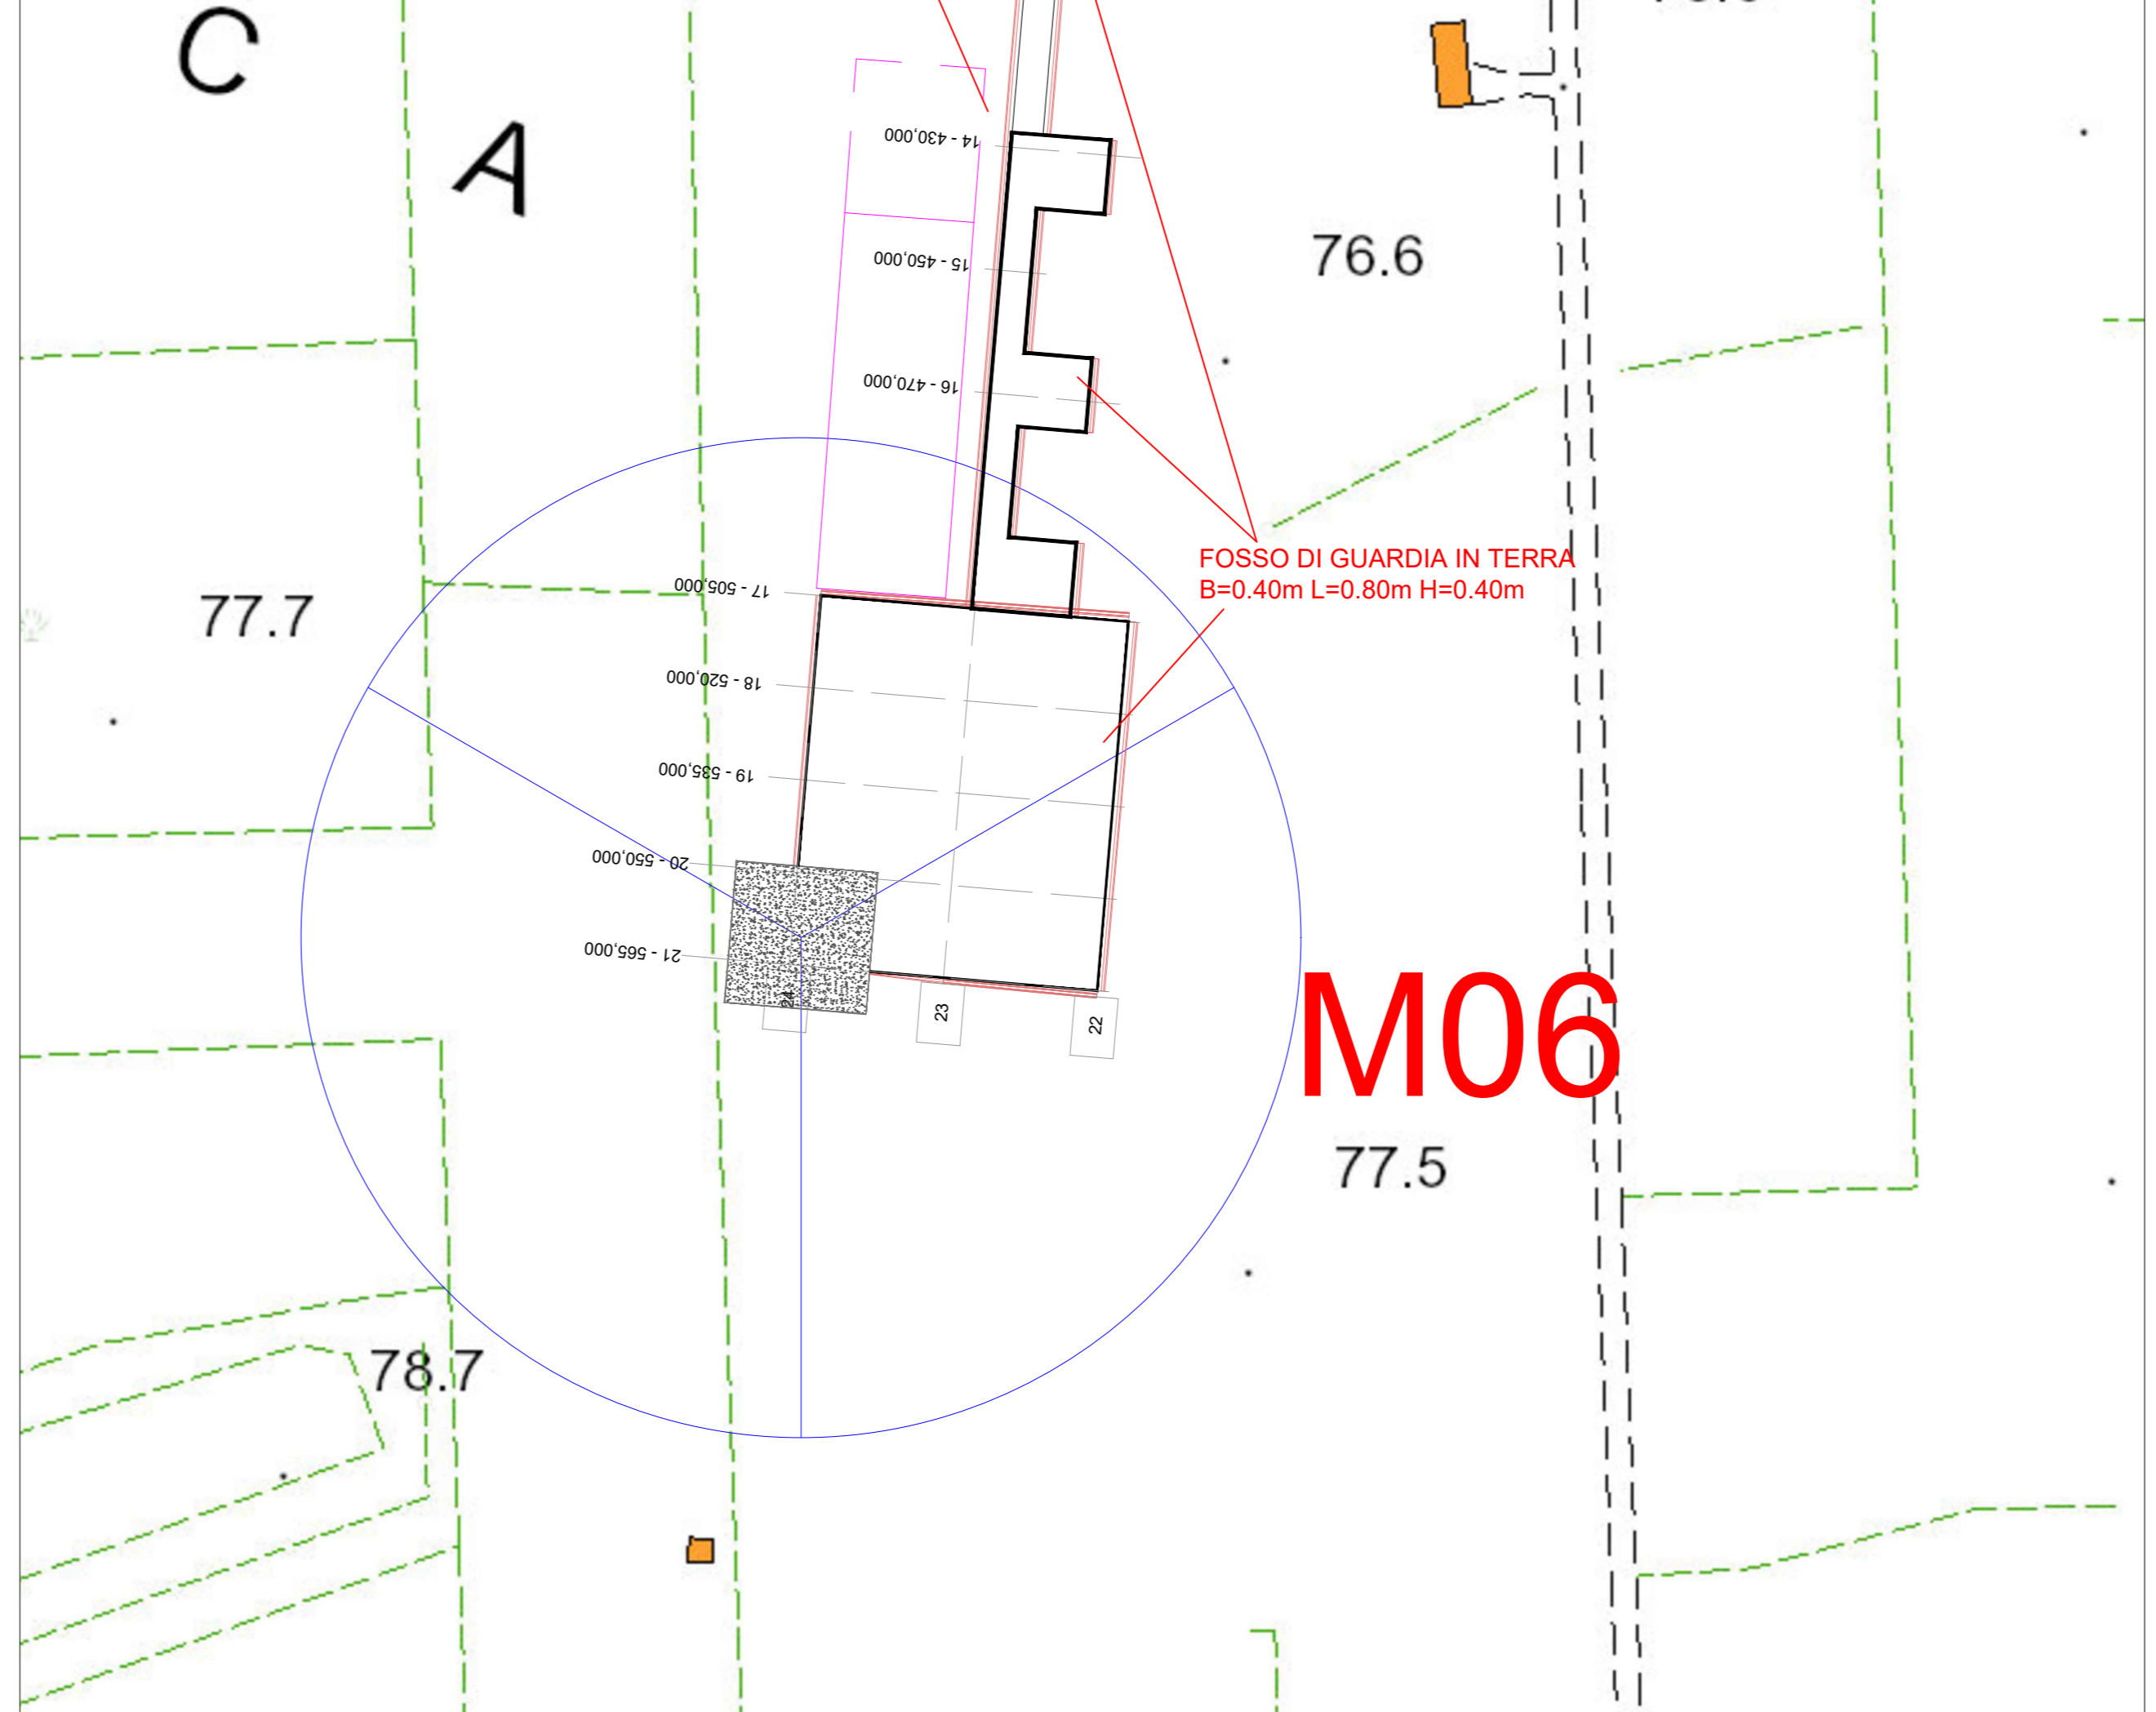 C
A
14 - 430,000
76.6
15 - 450,000
16 - 470,000
FOSSO DI GUARDIA IN TERRA
B=0.40m L=0.80m H=0.40m
17 - 505,000
77.7
18 - 520,000
19 - 535,000
20 - 550,000
21 - 565,000
24
23
22
M06
77.5
78.7